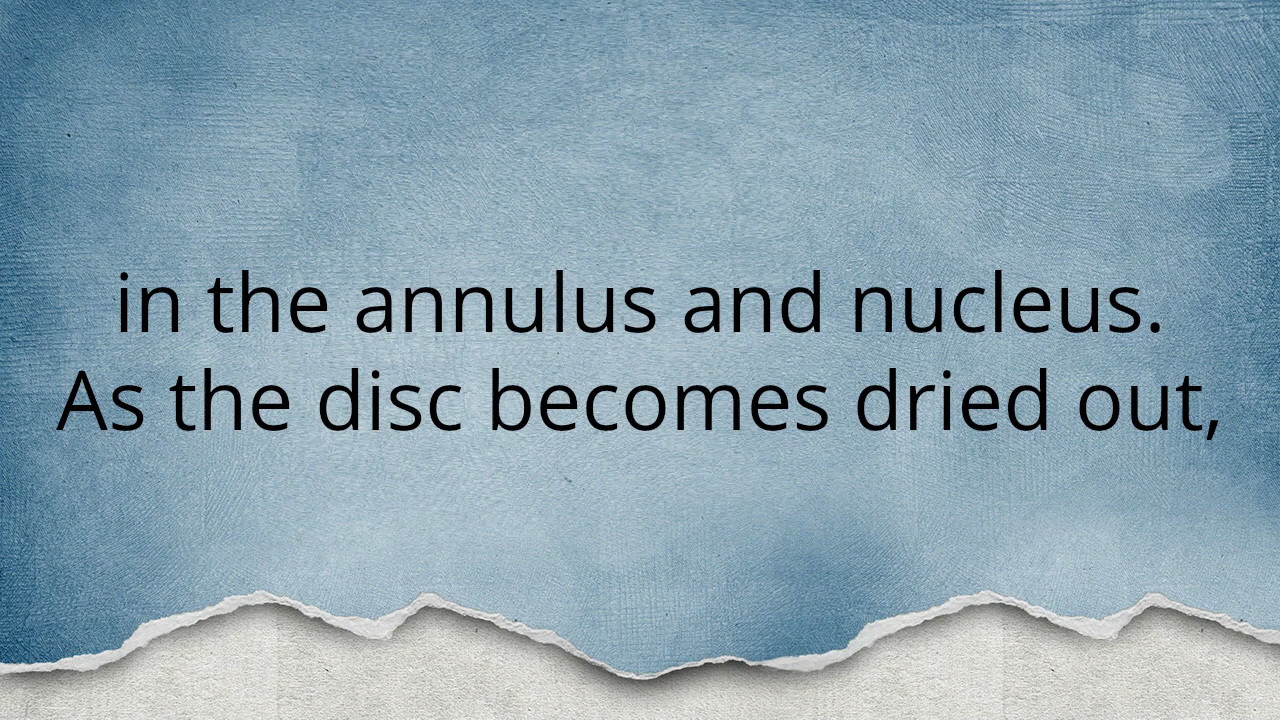 in the annulus and nucleus.
As the disc becomes dried out,